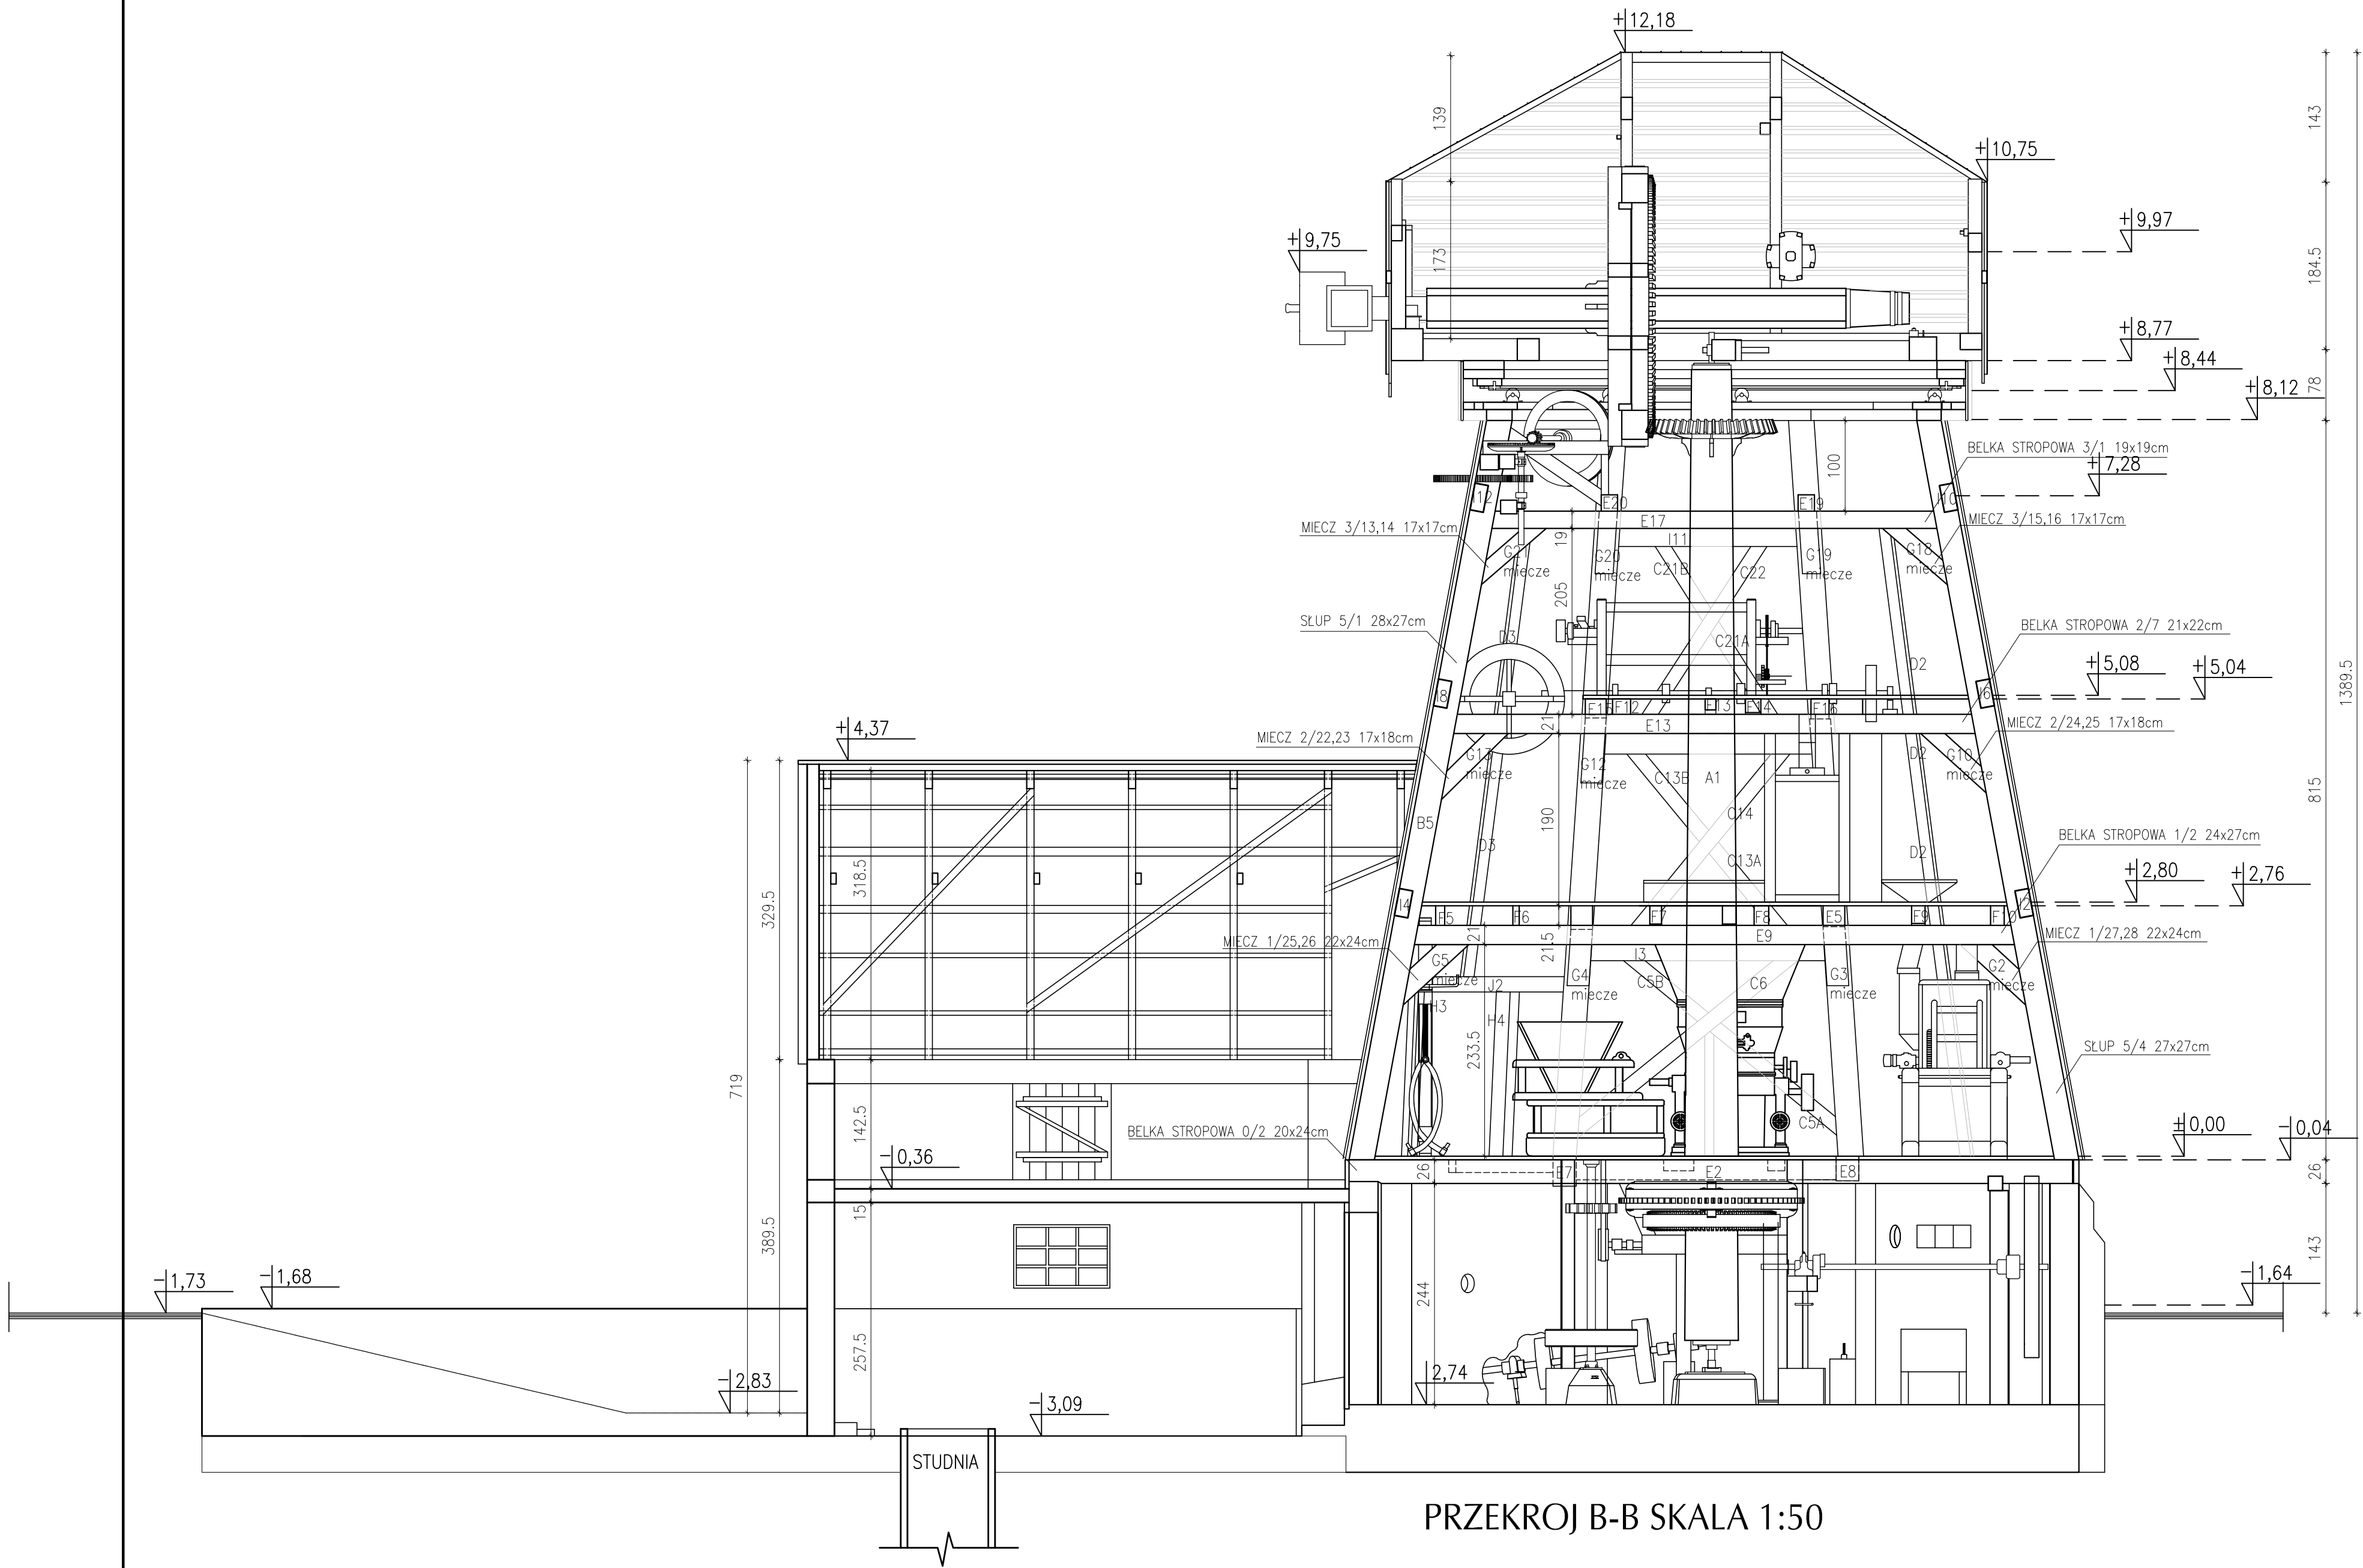 +12,18
139
143
+10,75
+9,97
+9,75
173
184.5
+8,77
+8,44
78
+8,12
BELKA STROPOWA 3/1 19x19cm
100
+7,28
I12
E20
E19
I10
E17
MIECZ 3/13,14 17x17cm
MIECZ 3/15,16 17x17cm
19
I11
G21
miecze
G20
miecze
C21B
C22
G19
miecze
G18
miecze
205
SŁUP 5/1 28x27cm
BELKA STROPOWA 2/7 21x22cm
D3
C21A
D2
+5,08
+5,04
1389.5
I8
I6
E15
F12
F13
F14
E16
21
E13
MIECZ 2/24,25 17x18cm
+4,37
MIECZ 2/22,23 17x18cm
G13
miecze
G12
miecze
C13B
A1
D2
G10
miecze
815
B5
190
C14
BELKA STROPOWA 1/2 24x27cm
D3
C13A
D2
318.5
+2,80
+2,76
329.5
I4
I2
F5
F6
F7
F8
E5
F9
F10
21
21.5
E9
MIECZ 1/25,26 22x24cm
MIECZ 1/27,28 22x24cm
I3
G5
miecze
G4
miecze
C5B
C6
G3
miecze
G2
miecze
J2
H3
H4
233.5
SŁUP 5/4 27x27cm
719
142.5
C5A
BELKA STROPOWA 0/2 20x24cm
±0,00
−0,04
−0,36
26
E7
E2
E8
26
15
389.5
143
−1,73
−1,68
244
−1,64
257.5
−2,83
2,74
−3,09
STUDNIA
PRZEKROJ B-B SKALA 1:50